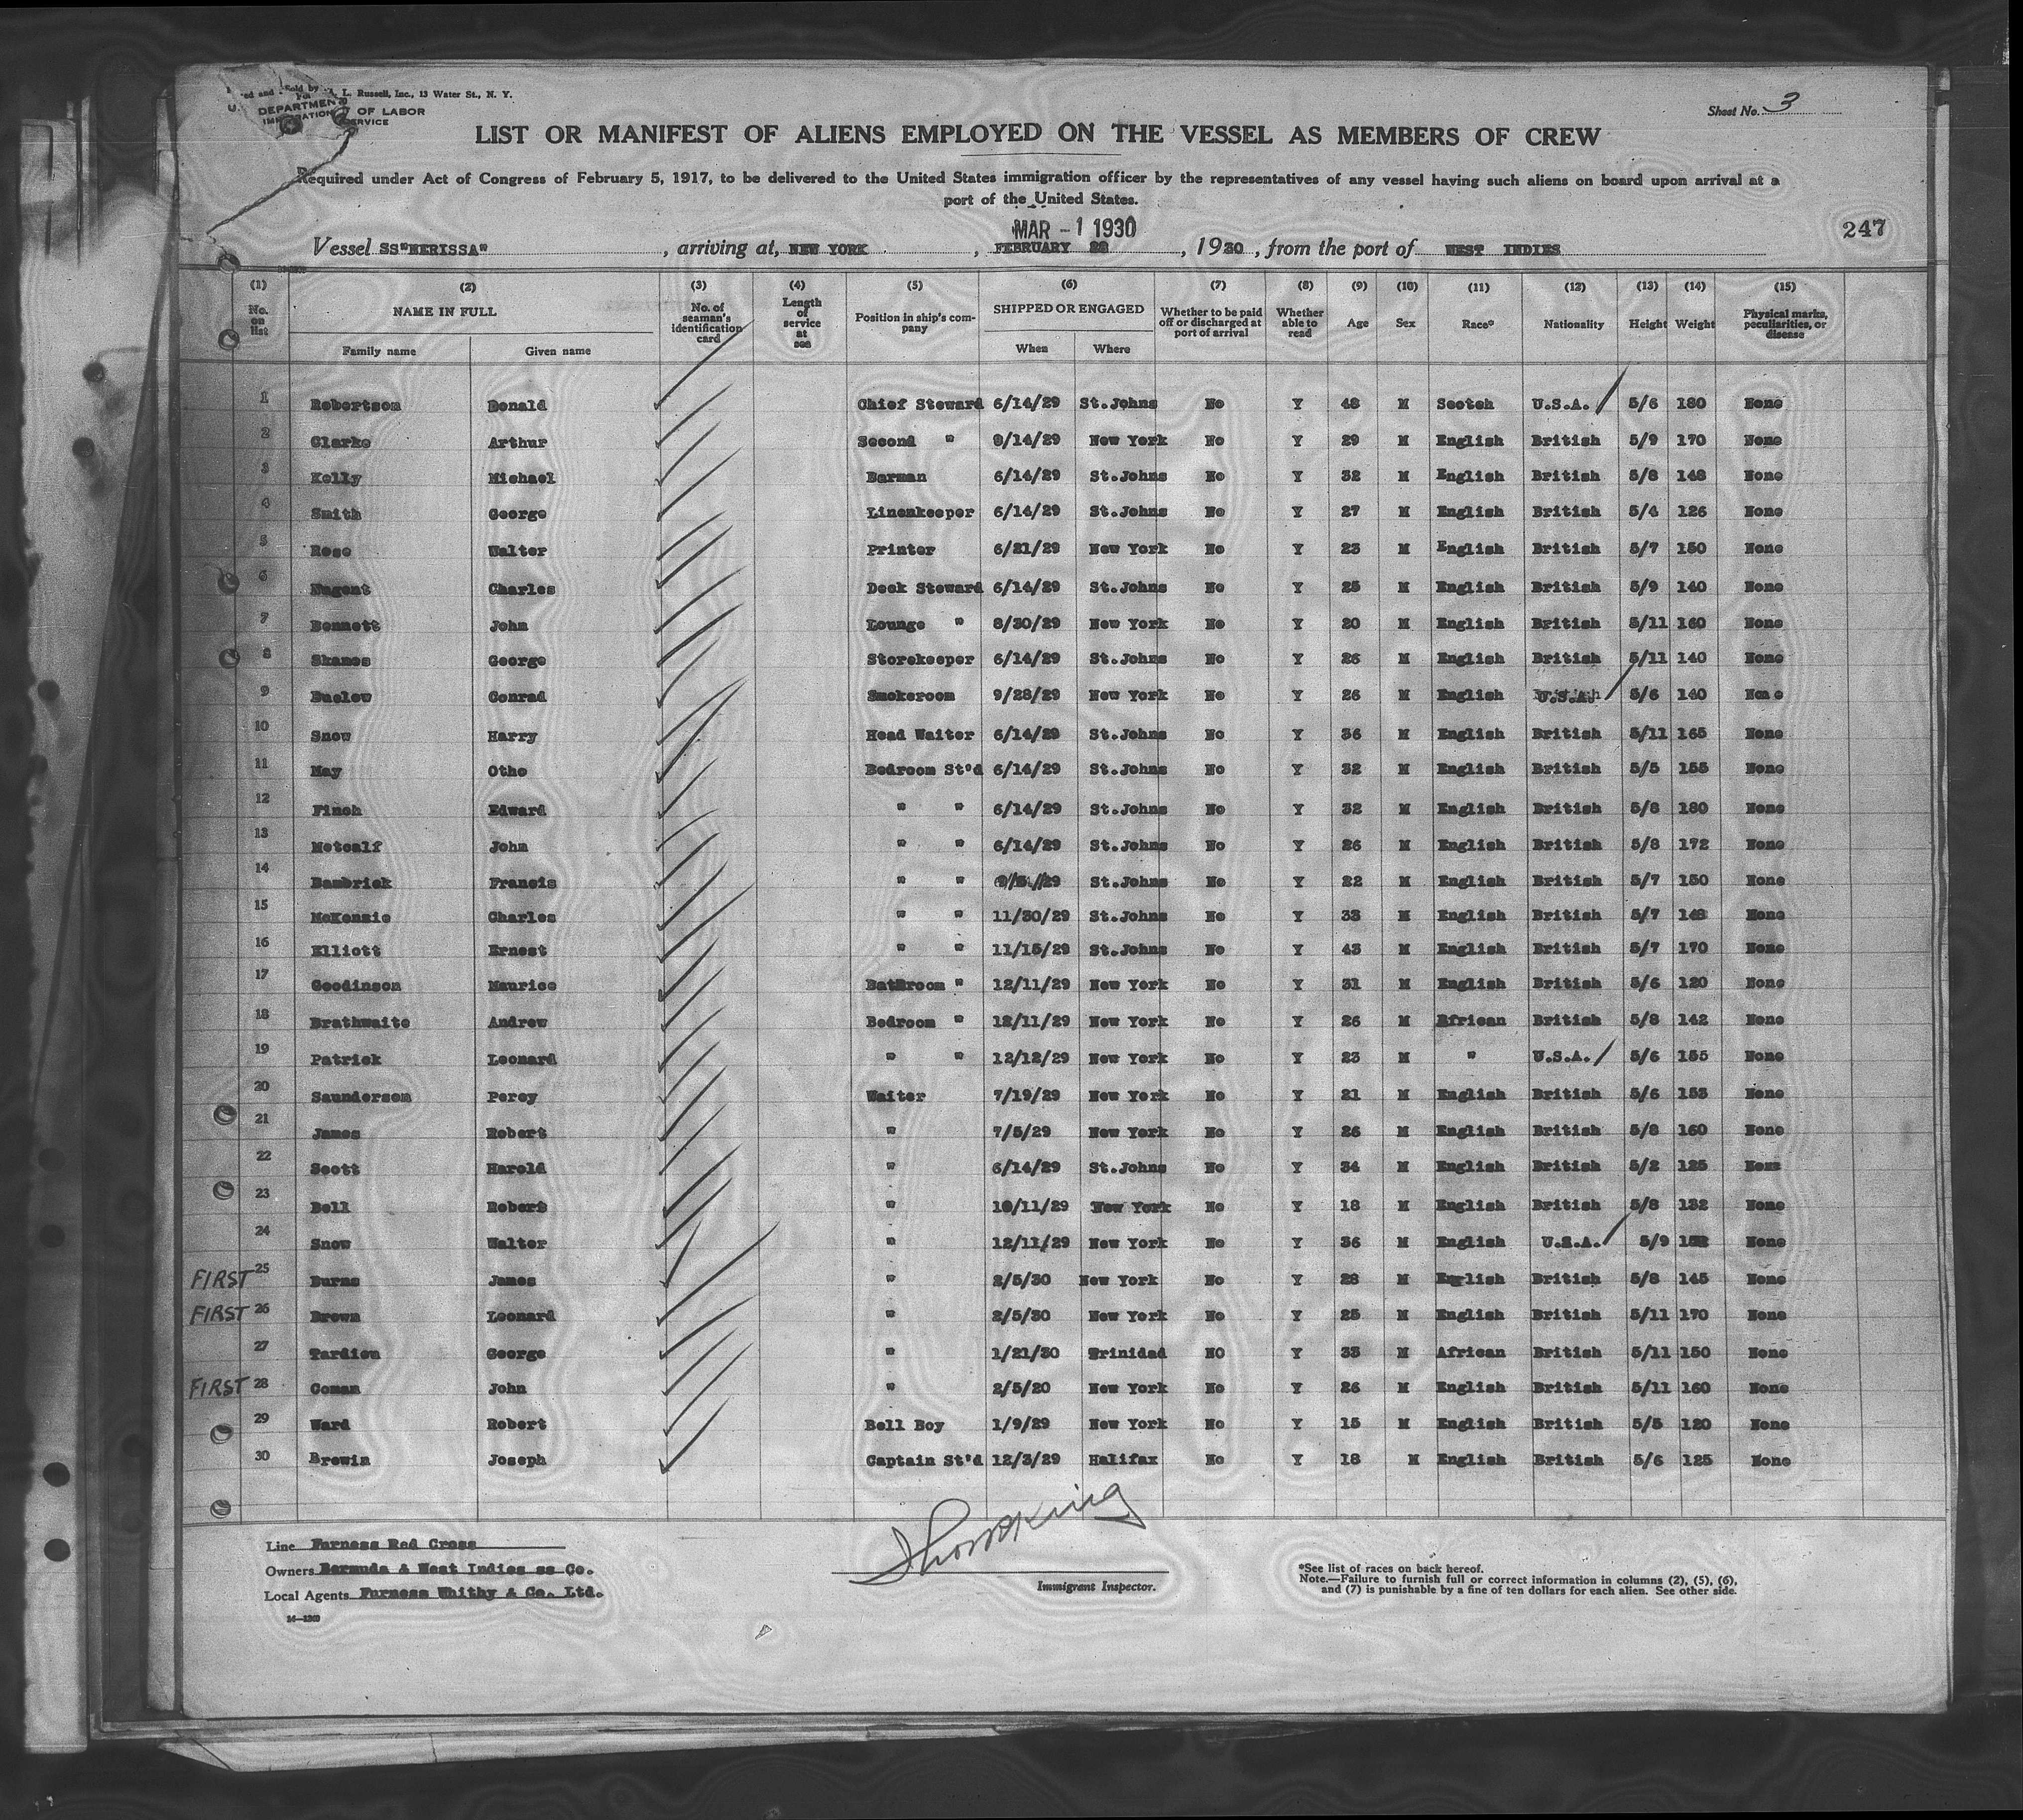 Sold by L. Russell, Inc., 13 Water St., N. Y.
DEPARTMENT OF LABOR
IMMIGRATION SERVICE
Sheet No. 3
LIST OR MANIFEST OF ALIENS EMPLOYED ON THE VESSEL AS MEMBERS OF CREW
Required under Act of Congress of February 5, 1917, to be delivered to the United States immigration officer by the representatives of any vessel having such aliens on board upon arrival at a
port of the United States.
MAR - 1 1930
247
Vessel SS"NERISSA" , arriving at, NEW YORK , FEBRUARY 28 , 1930 , from the port of WEST INDIES
(1) (2) (3) (4) (5) (6) (7) (8) (9) (10) (11) (12) (13) (14) (15)
No. on list NAME IN FULL No. of seaman's identification card Length of service at sea Position in ship's company SHIPPED OR ENGAGED Whether to be paid off or discharged at port of arrival Whether able to read Age Sex Race* Nationality Height Weight Physical marks, peculiarities, or disease
Family name Given name When Where
1 Robertson Donald Chief Steward 6/14/29 St.Johns No Y 48 M Scotch U.S.A. 5/6 180 None
2 Clarke Arthur Second " 9/14/29 New York No Y 29 M English British 5/9 170 None
3 Kelly Michael Barman 6/14/29 St.Johns No Y 32 M English British 5/8 148 None
4 Smith George Linenkeeper 6/14/29 St.Johns No Y 27 M English British 5/4 126 None
5 Rose Walter Printer 6/21/29 New York No Y 23 M English British 5/7 150 None
6 Nugent Charles Deck Steward 6/14/29 St.Johns No Y 25 M English British 5/9 140 None
7 Bennett John Lounge " 8/30/29 New York No Y 20 M English British 5/11 160 None
8 Skanes George Storekeeper 6/14/29 St.Johns No Y 26 M English British 5/11 140 None
9 Buelow Conrad Smokeroom 9/28/29 New York No Y 26 M English U.S.A. 5/6 140 None
10 Snow Harry Head Waiter 6/14/29 St.Johns No Y 36 M English British 5/11 165 None
11 May Otho Bedroom St'd 6/14/29 St.Johns No Y 32 M English British 5/5 155 None
12 Finch Edward " " 6/14/29 St.Johns No Y 32 M English British 5/8 180 None
13 Metcalf John " " 6/14/29 St.Johns No Y 26 M English British 5/8 172 None
14 Bambrick Francis " " St.Johns No Y 22 M English British 5/7 150 None
15 McKenzie Charles " " 11/30/29 St.Johns No Y 33 M English British 5/7 148 None
16 Elliott Ernest " " 11/15/29 St.Johns No Y 43 M English British 5/7 170 None
17 Goodinson Maurice Bathroom " 12/11/29 New York No Y 31 M English British 5/6 120 None
18 Brathwaite Andrew Bedroom " 12/11/29 New York No Y 26 M African British 5/8 142 None
19 Patrick Leonard " " 12/12/29 New York No Y 23 M " U.S.A. 5/6 155 None
20 Saunderson Percy Waiter 7/19/29 New York No Y 21 M English British 5/6 153 None
21 James Robert " 7/5/29 New York No Y 26 M English British 5/8 160 None
22 Scott Harold " 6/14/29 St.Johns No Y 34 M English British 5/2 125 None
23 Bell Robert " 10/11/29 New York No Y 18 M English British 5/8 132 None
24 Snow Walter " 12/11/29 New York No Y 36 M English U.S.A. 5/9 None
FIRST 25 Burns James " 2/5/30 New York No Y 28 M English British 5/8 145 None
FIRST 26 Brown Leonard " 2/5/30 New York No Y 25 M English British 5/11 170 None
27 Tardieu George " 1/21/30 Trinidad NO Y 33 M African British 5/11 150 None
FIRST 28 Coman John " 2/5/20 New York No Y 26 M English British 5/11 160 None
29 Ward Robert Bell Boy 1/9/29 New York No Y 15 M English British 5/5 120 None
30 Brewin Joseph Captain St'd 12/3/29 Halifax No Y 18 M English British 5/6 125 None
Line Furness Red Cross
Owners Bermuda & West Indies ss Co.
Local Agents Furness Whithy & Co. Ltd.
Immigrant Inspector.
*See list of races on back hereof.
Note.—Failure to furnish full or correct information in columns (2), (5), (6),
and (7) is punishable by a fine of ten dollars for each alien. See other side.